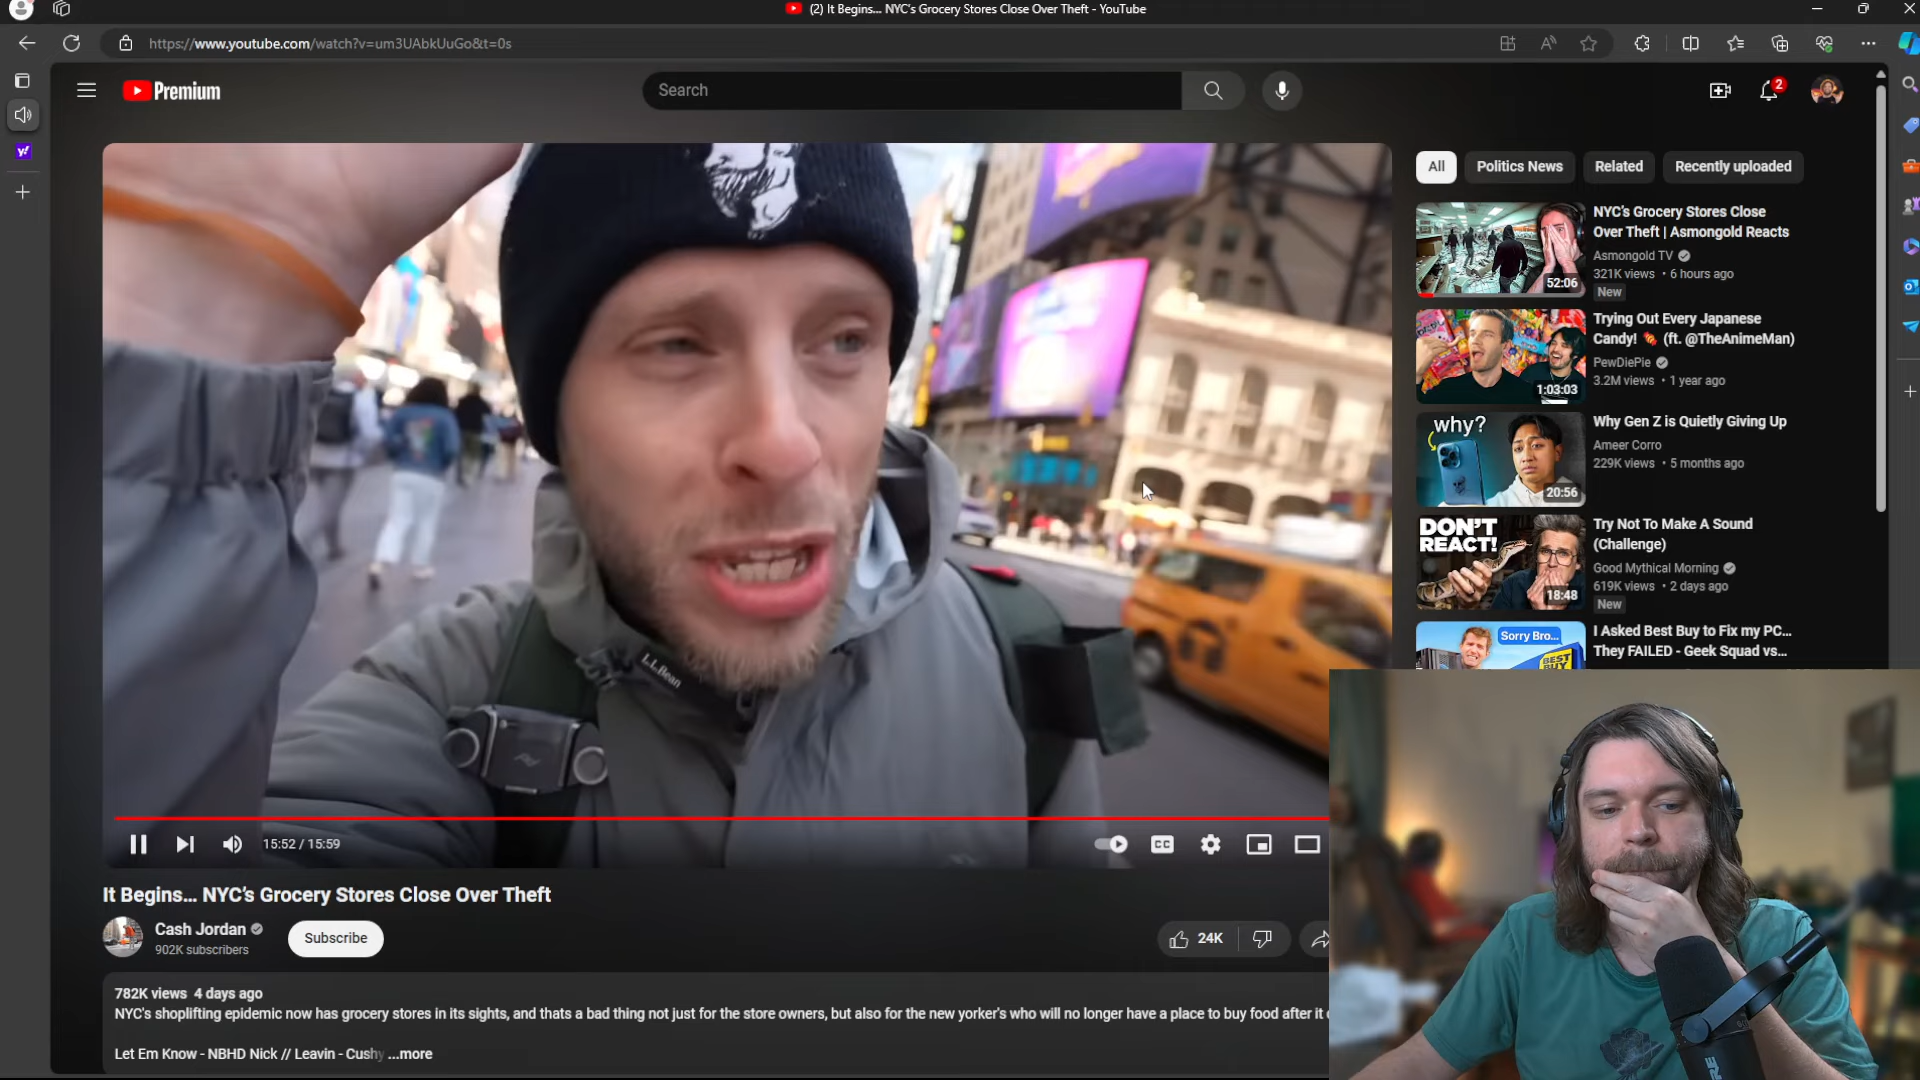 (2) It Begins... NYC's Grocery Stores Close Over Theft - YouTube
https://www.youtube.com/watch?v=um3UAbkUuGo&t=0s
Premium
Search
2
All
Politics News
Related
Recently uploaded
NYC's Grocery Stores Close
Over Theft | Asmongold Reacts
Asmongold TV
321K views • 6 hours ago
New
52:06
Trying Out Every Japanese
Candy! 🍬 (ft. @TheAnimeMan)
PewDiePie
3.2M views • 1 year ago
1:03:03
why?
Why Gen Z is Quietly Giving Up
Ameer Corro
229K views • 5 months ago
20:56
DON'T
REACT!
Try Not To Make A Sound
(Challenge)
Good Mythical Morning
619K views • 2 days ago
New
18:48
Sorry Bro...
BEST
I Asked Best Buy to Fix my PC...
They FAILED - Geek Squad vs...
L.L.Bean
15:52 / 15:59
CC
It Begins... NYC's Grocery Stores Close Over Theft
Cash Jordan
902K subscribers
Subscribe
24K
782K views 4 days ago
NYC's shoplifting epidemic now has grocery stores in its sights, and thats a bad thing not just for the store owners, but also for the new yorker's who will no longer have a place to buy food after it
Let Em Know - NBHD Nick // Leavin - Cushy ...more